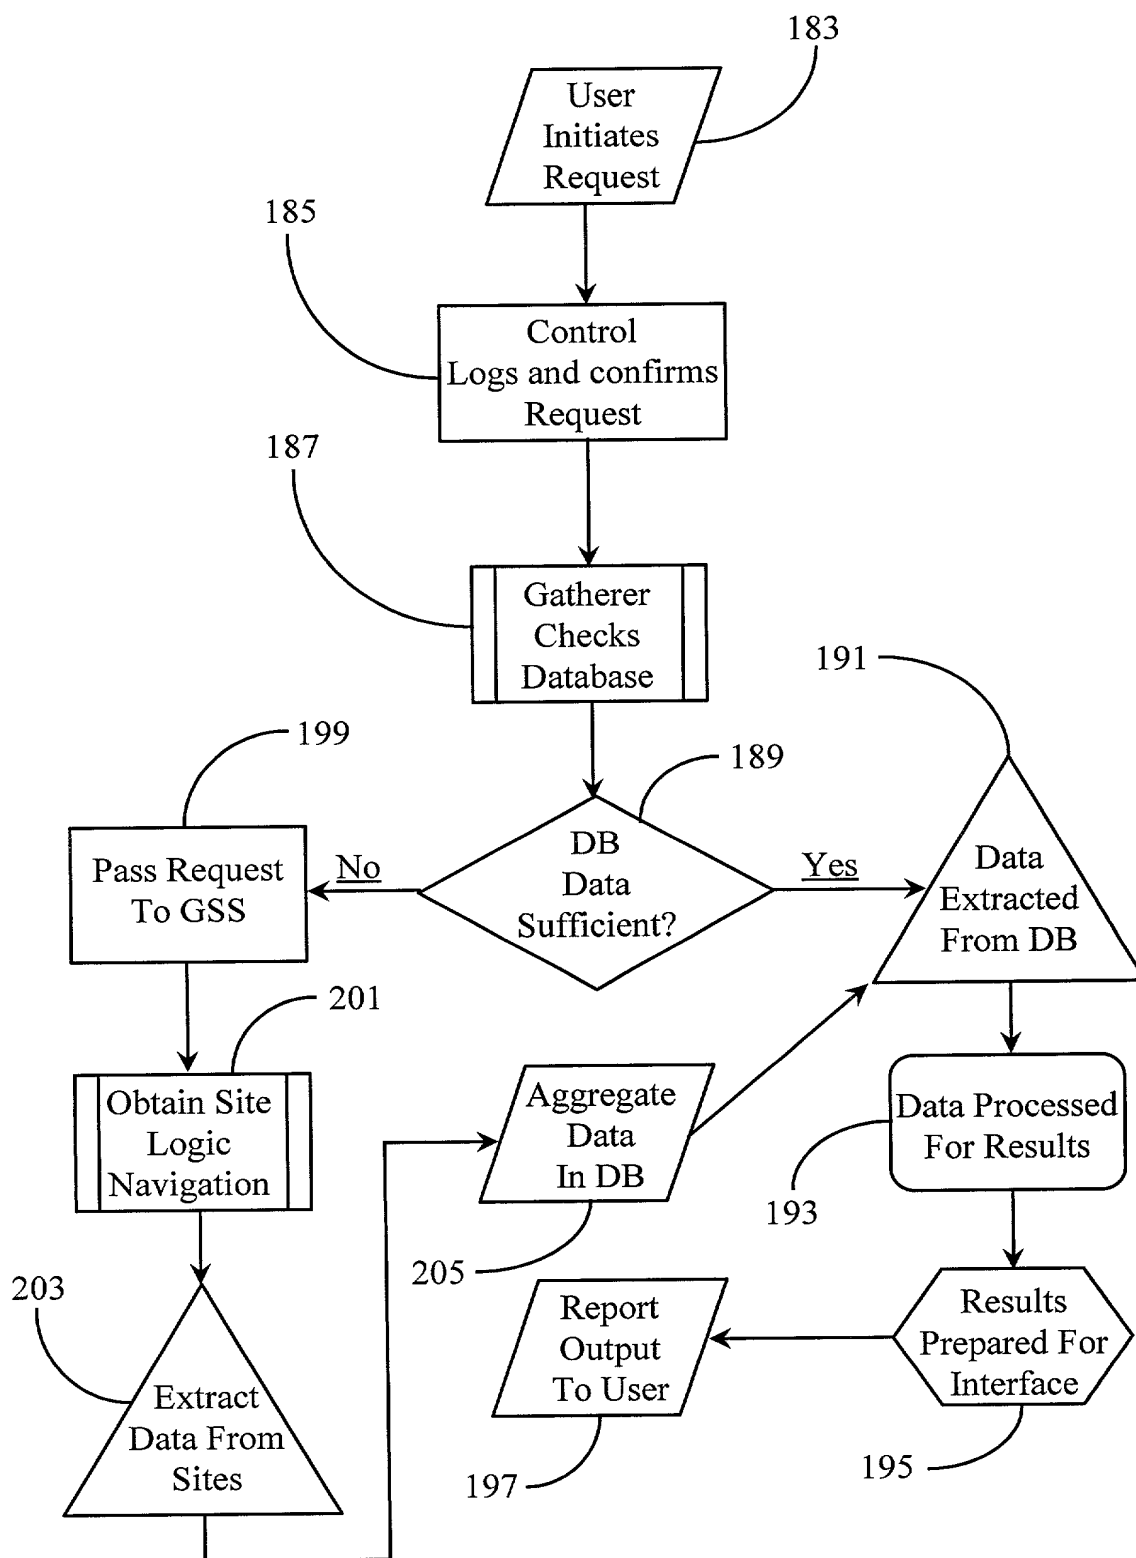 183
User
Initiates
Request
185
Control
Logs and confirms
Request
187
Gatherer
Checks
Database
191
199
189
Pass Request
To GSS
No
DB
Data
Sufficient?
Yes
Data
Extracted
From DB
201
Obtain Site
Logic
Navigation
Aggregate
Data
In DB
Data Processed
For Results
193
205
203
Report
Output
To User
Results
Prepared For
Interface
Extract
Data From
Sites
197
195